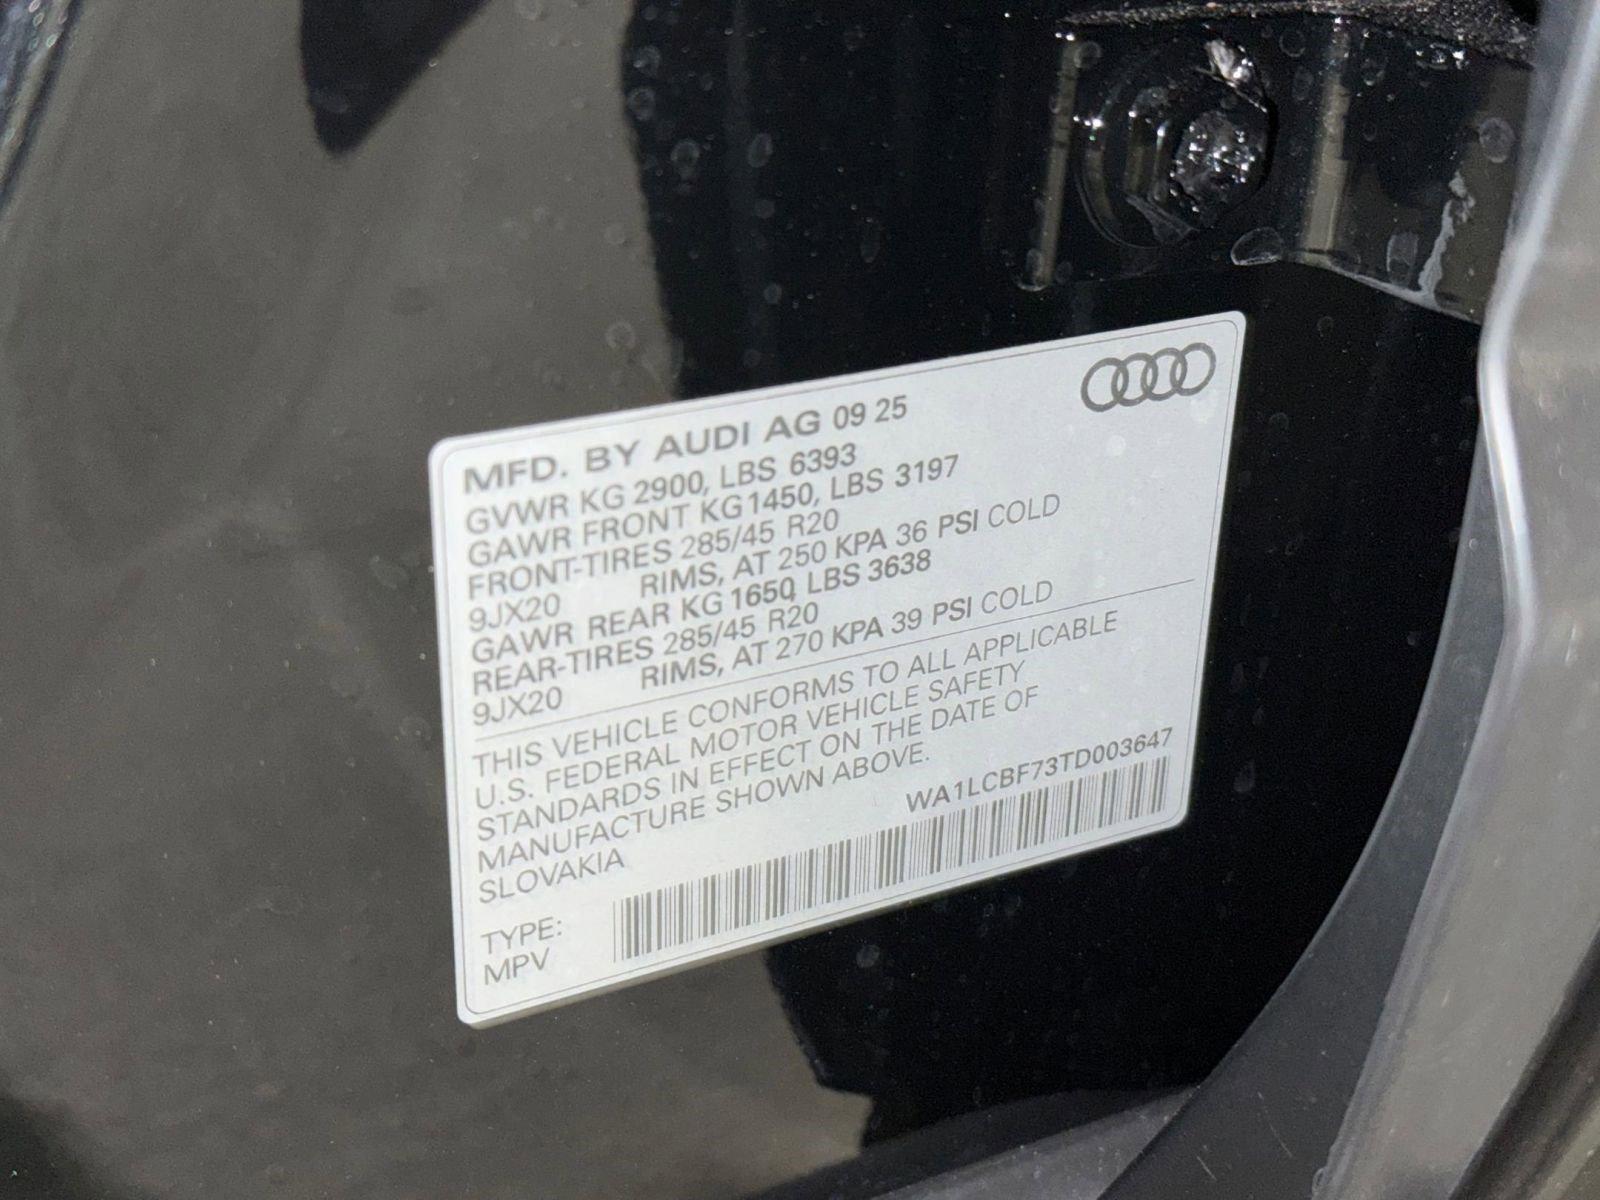 MFD. BY AUDI AG 09 25
GVWR KG 2900, LBS 6393
GAWR FRONT KG 1450, LBS 3197
FRONT-TIRES 285/45 R20
9JX20 RIMS, AT 250 KPA 36 PSI COLD
GAWR REAR KG 1650, LBS 3638
REAR-TIRES 285/45 R20
9JX20 RIMS, AT 270 KPA 39 PSI COLD
THIS VEHICLE CONFORMS TO ALL APPLICABLE
U.S. FEDERAL MOTOR VEHICLE SAFETY
STANDARDS IN EFFECT ON THE DATE OF
MANUFACTURE SHOWN ABOVE.
SLOVAKIA
WA1LCBF73TD003647
TYPE:
MPV